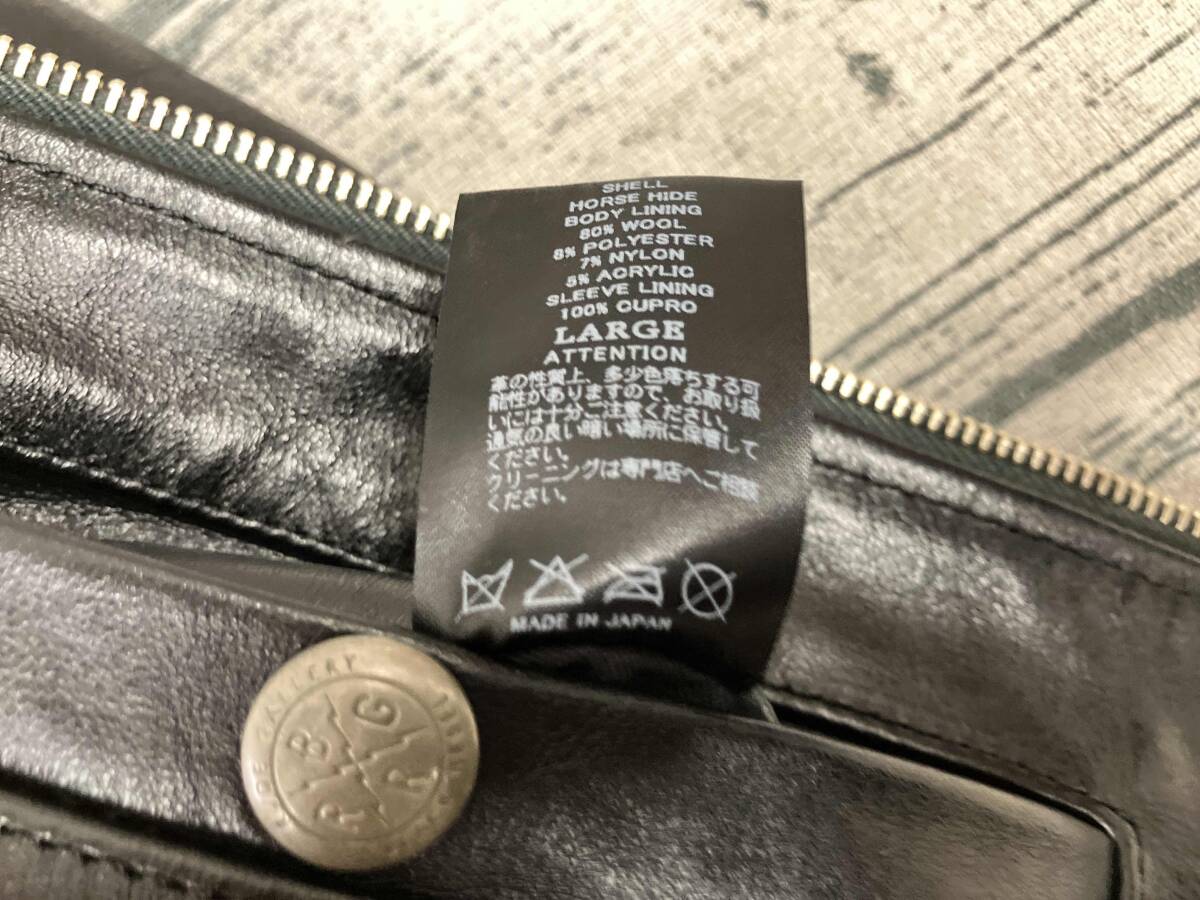 SHELL
HORSE HIDE
BODY LINING
80% WOOL
8% POLYESTER
7% NYLON
5% ACRYLIC
SLEEVE LINING
100% CUPRO
LARGE
ATTENTION
革の性質上、多少色落ちする可
能性がありますので、お取り扱
いには十分ご注意ください。
通気の良い暗い場所に保管して
ください。
クリーニングは専門店へご相談
ください。
MADE IN JAPAN
GALLERY
B G
R R